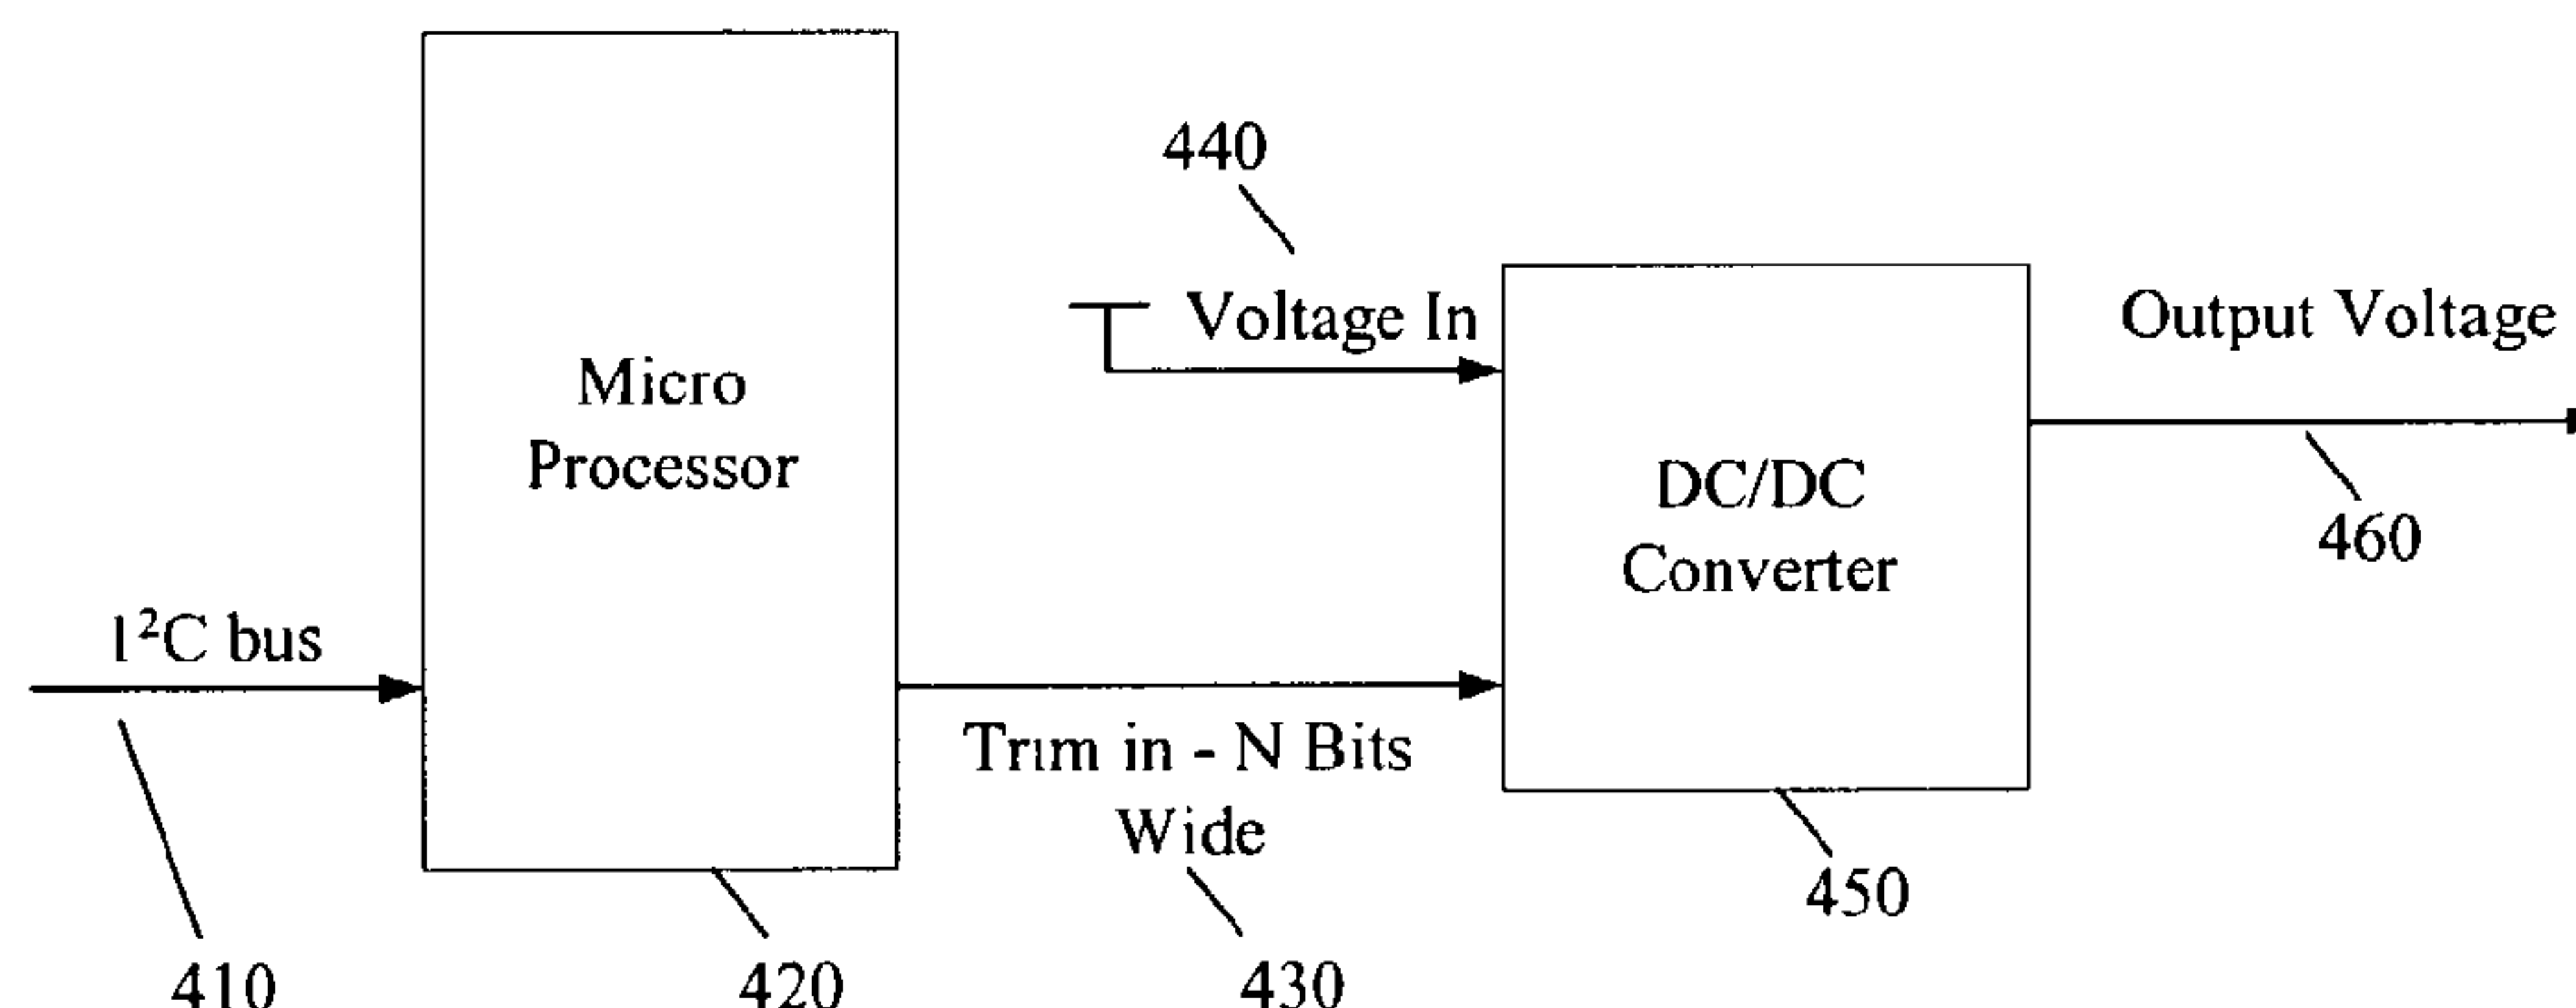 440
Voltage In
Output Voltage
Micro
Processor
DC/DC
Converter
460
I²C bus
Trim in - N Bits
Wide
450
410
420
430